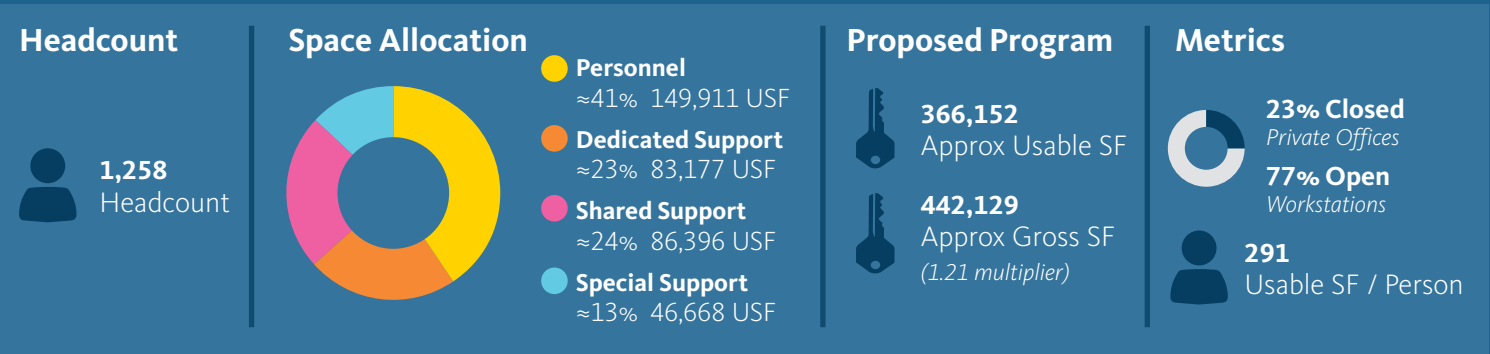 Headcount
1,258
Headcount
Space Allocation
Personnel
≈41% 149,911 USF
Dedicated Support
≈23% 83,177 USF
Shared Support
≈24% 86,396 USF
Special Support
≈13% 46,668 USF
Proposed Program
366,152
Approx Usable SF
442,129
Approx Gross SF
(1.21 multiplier)
Metrics
23% Closed
Private Offices
77% Open
Workstations
291
Usable SF / Person